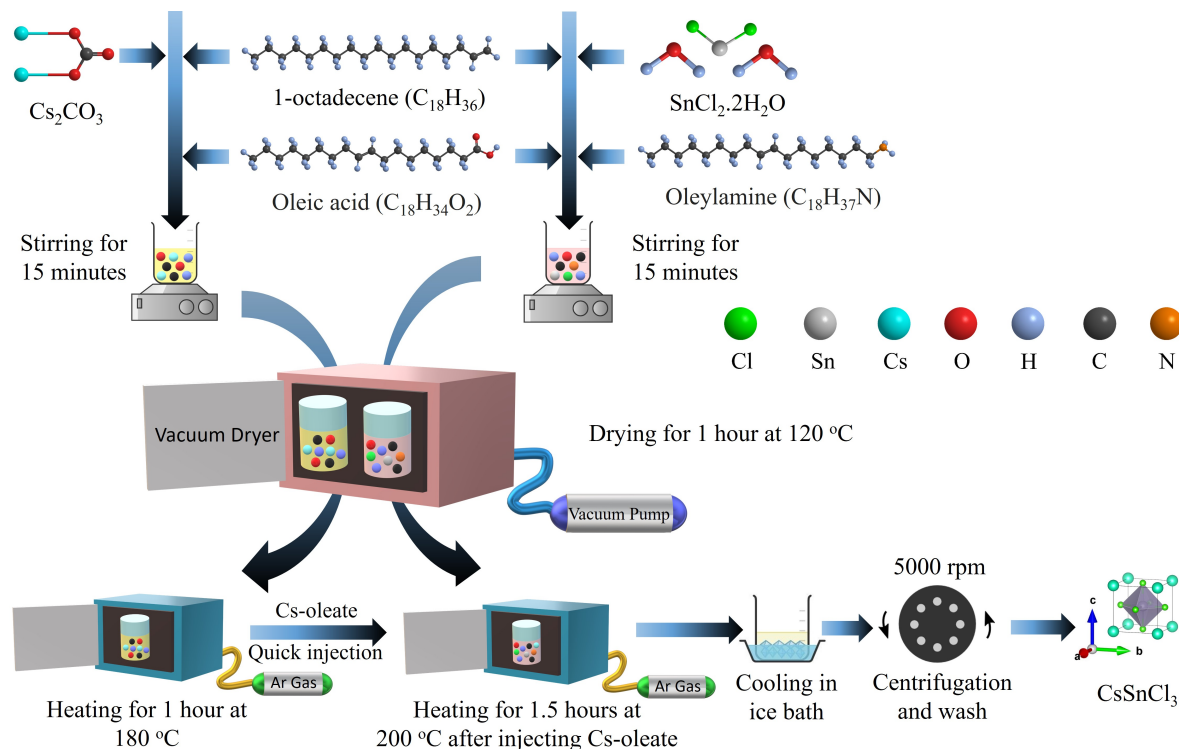 Cs₂CO₃
1-octadecene (C₁₈H₃₆)
SnCl₂.2H₂O
Oleic acid (C₁₈H₃₄O₂)
Oleylamine (C₁₈H₃₇N)
Stirring for
15 minutes
Stirring for
15 minutes
Cl Sn Cs O H C N
Vacuum Dryer
Drying for 1 hour at 120 °C
Vacuum Pump
Cs-oleate
Quick injection
Ar Gas
Heating for 1 hour at
180 °C
Ar Gas
Heating for 1.5 hours at
200 °C after injecting Cs-oleate
Cooling in
ice bath
5000 rpm
Centrifugation
and wash
c
a
b
CsSnCl₃